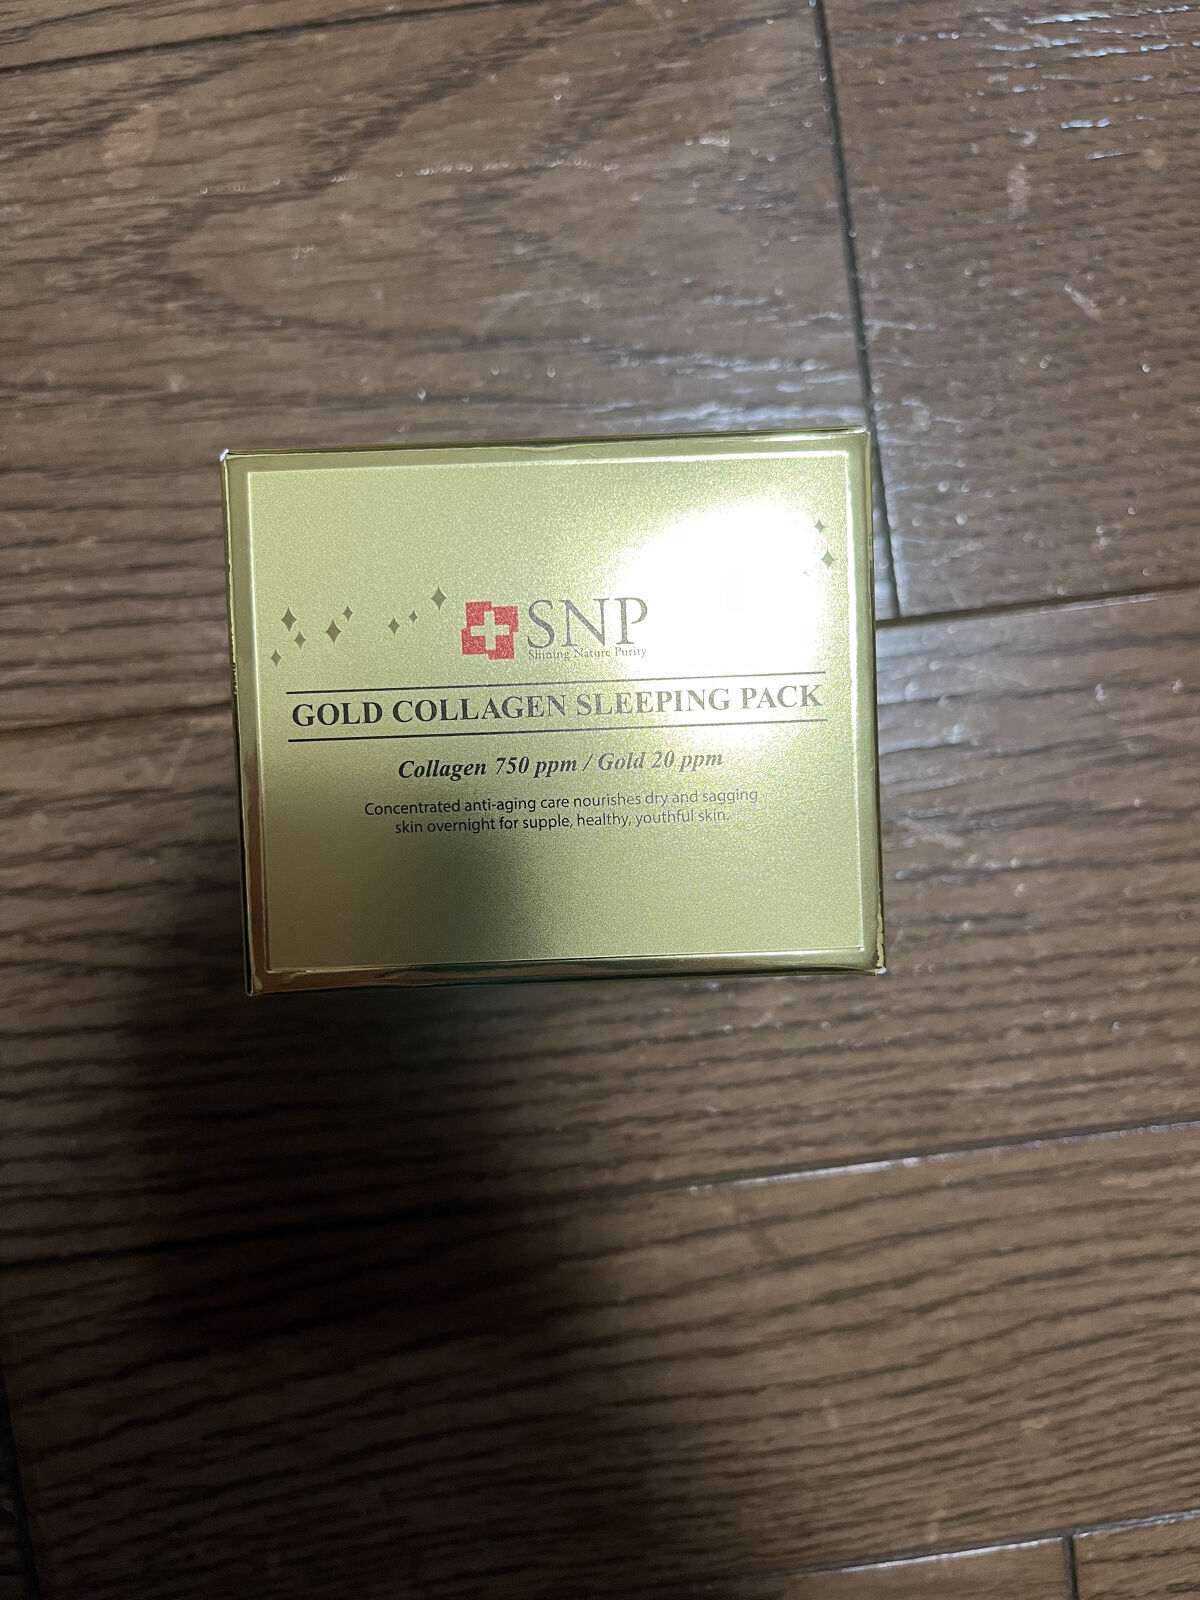 SNP
Shining Nature Purity
GOLD COLLAGEN SLEEPING PACK
Collagen 750 ppm / Gold 20 ppm
Concentrated anti-aging care nourishes dry and sagging
skin overnight for supple, healthy, youthful skin.